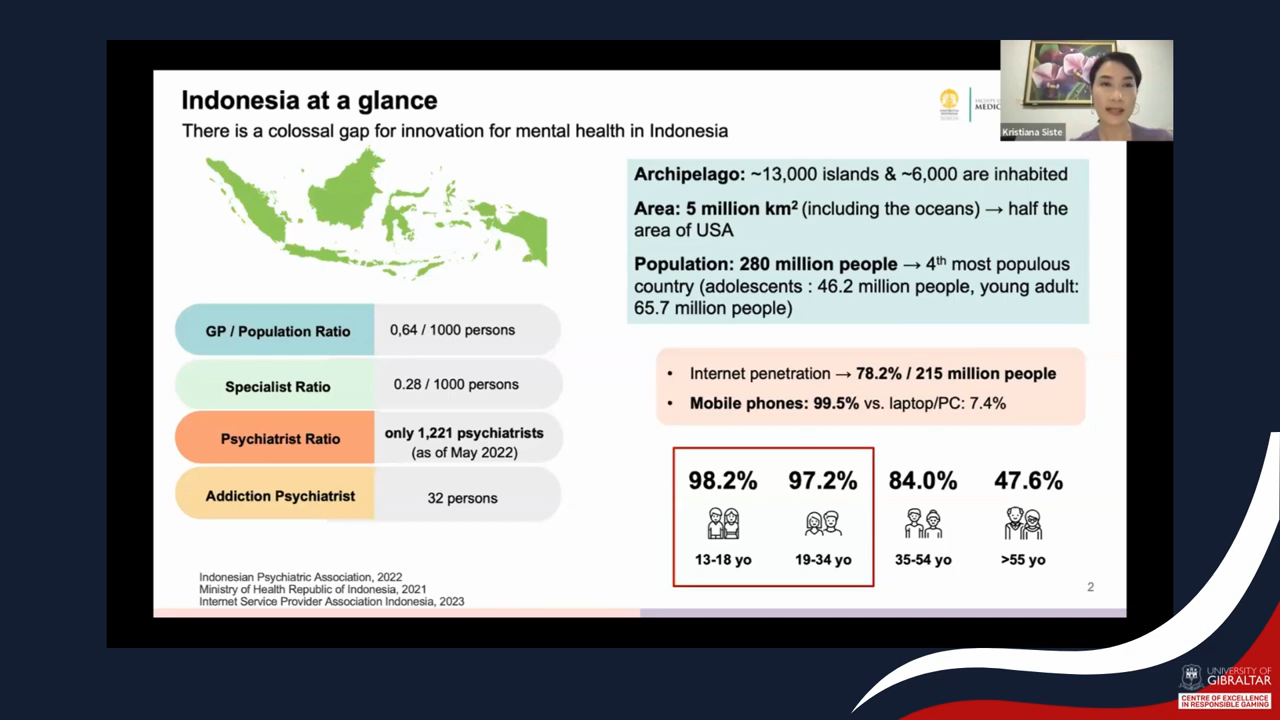 Indonesia at a glance
There is a colossal gap for innovation for mental health in Indonesia
MEDIC
Kristiana Siste
Archipelago: ~13,000 islands & ~6,000 are inhabited
Area: 5 million km² (including the oceans) → half the
area of USA
Population: 280 million people → 4th most populous
country (adolescents : 46.2 million people, young adult:
65.7 million people)
GP / Population Ratio
0,64 / 1000 persons
Specialist Ratio
0.28 / 1000 persons
Psychiatrist Ratio
only 1,221 psychiatrists
(as of May 2022)
Addiction Psychiatrist
32 persons
• Internet penetration → 78.2% / 215 million people
• Mobile phones: 99.5% vs. laptop/PC: 7.4%
98.2% 97.2% 84.0% 47.6%
13-18 yo 19-34 yo 35-54 yo >55 yo
Indonesian Psychiatric Association, 2022
Ministry of Health Republic of Indonesia, 2021
Internet Service Provider Association Indonesia, 2023
2
UNIVERSITY OF
GIBRALTAR
CENTRE OF EXCELLENCE
IN RESPONSIBLE GAMING